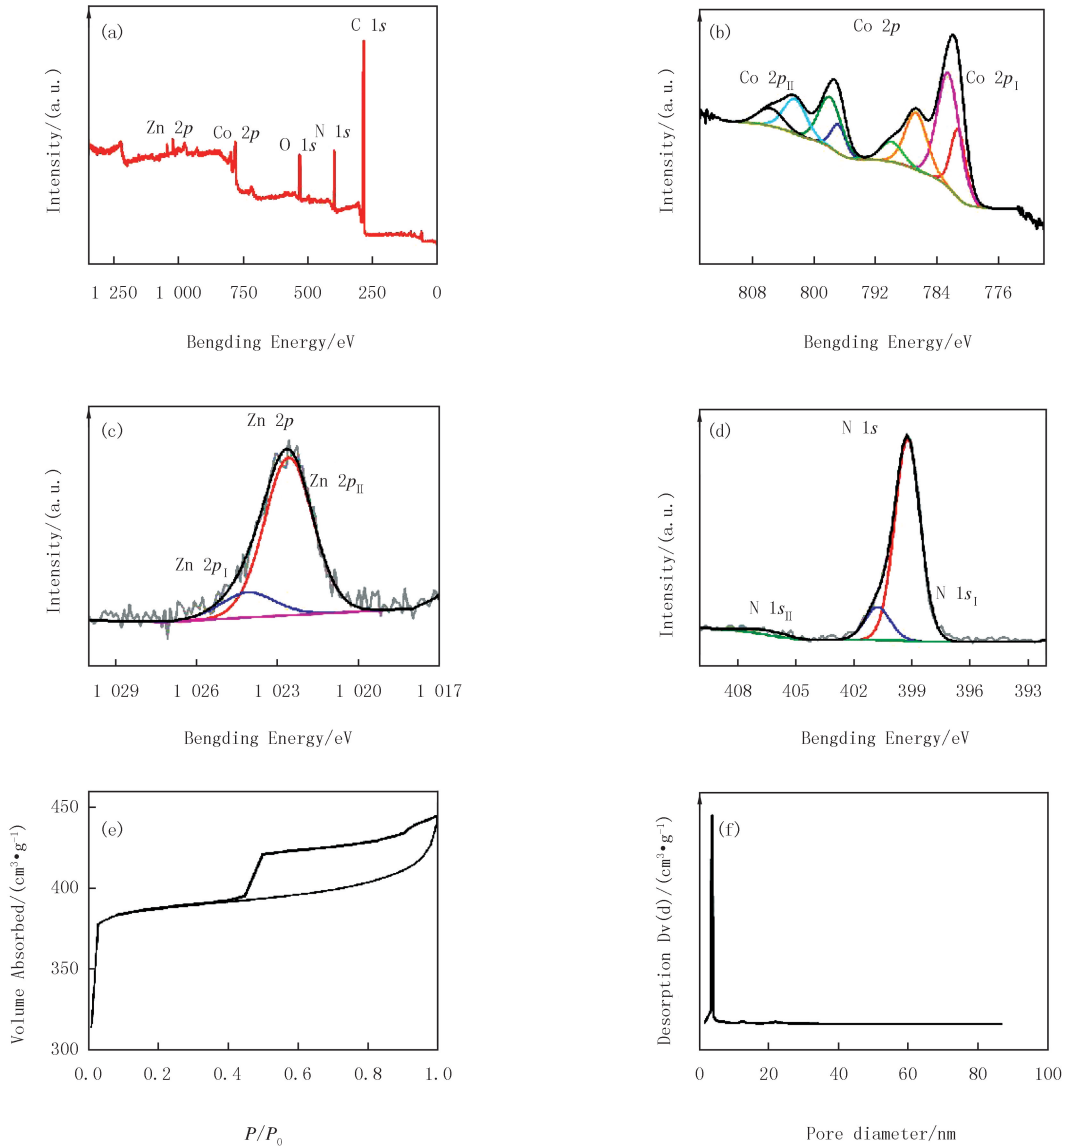 (a)
C 1s
Zn 2p
Co 2p
O 1s
N 1s
Intensity/(a.u.)
1 250 1 000 750 500 250 0
Bengding Energy/eV
(b)
Co 2p
Co 2pII
Co 2pI
Intensity/(a.u.)
808 800 792 784 776
Bengding Energy/eV
(c)
Zn 2p
Zn 2pII
Zn 2pI
Intensity/(a.u.)
1 029 1 026 1 023 1 020 1 017
Bengding Energy/eV
(d)
N 1s
N 1sII
N 1sI
Intensity/(a.u.)
408 405 402 399 396 393
Bengding Energy/eV
(e)
Volume Absorbed/(cm³•g⁻¹)
450
400
350
300
0.0 0.2 0.4 0.6 0.8 1.0
P/P₀
(f)
Desorption Dv(d)/(cm³•g⁻¹)
0 20 40 60 80 100
Pore diameter/nm